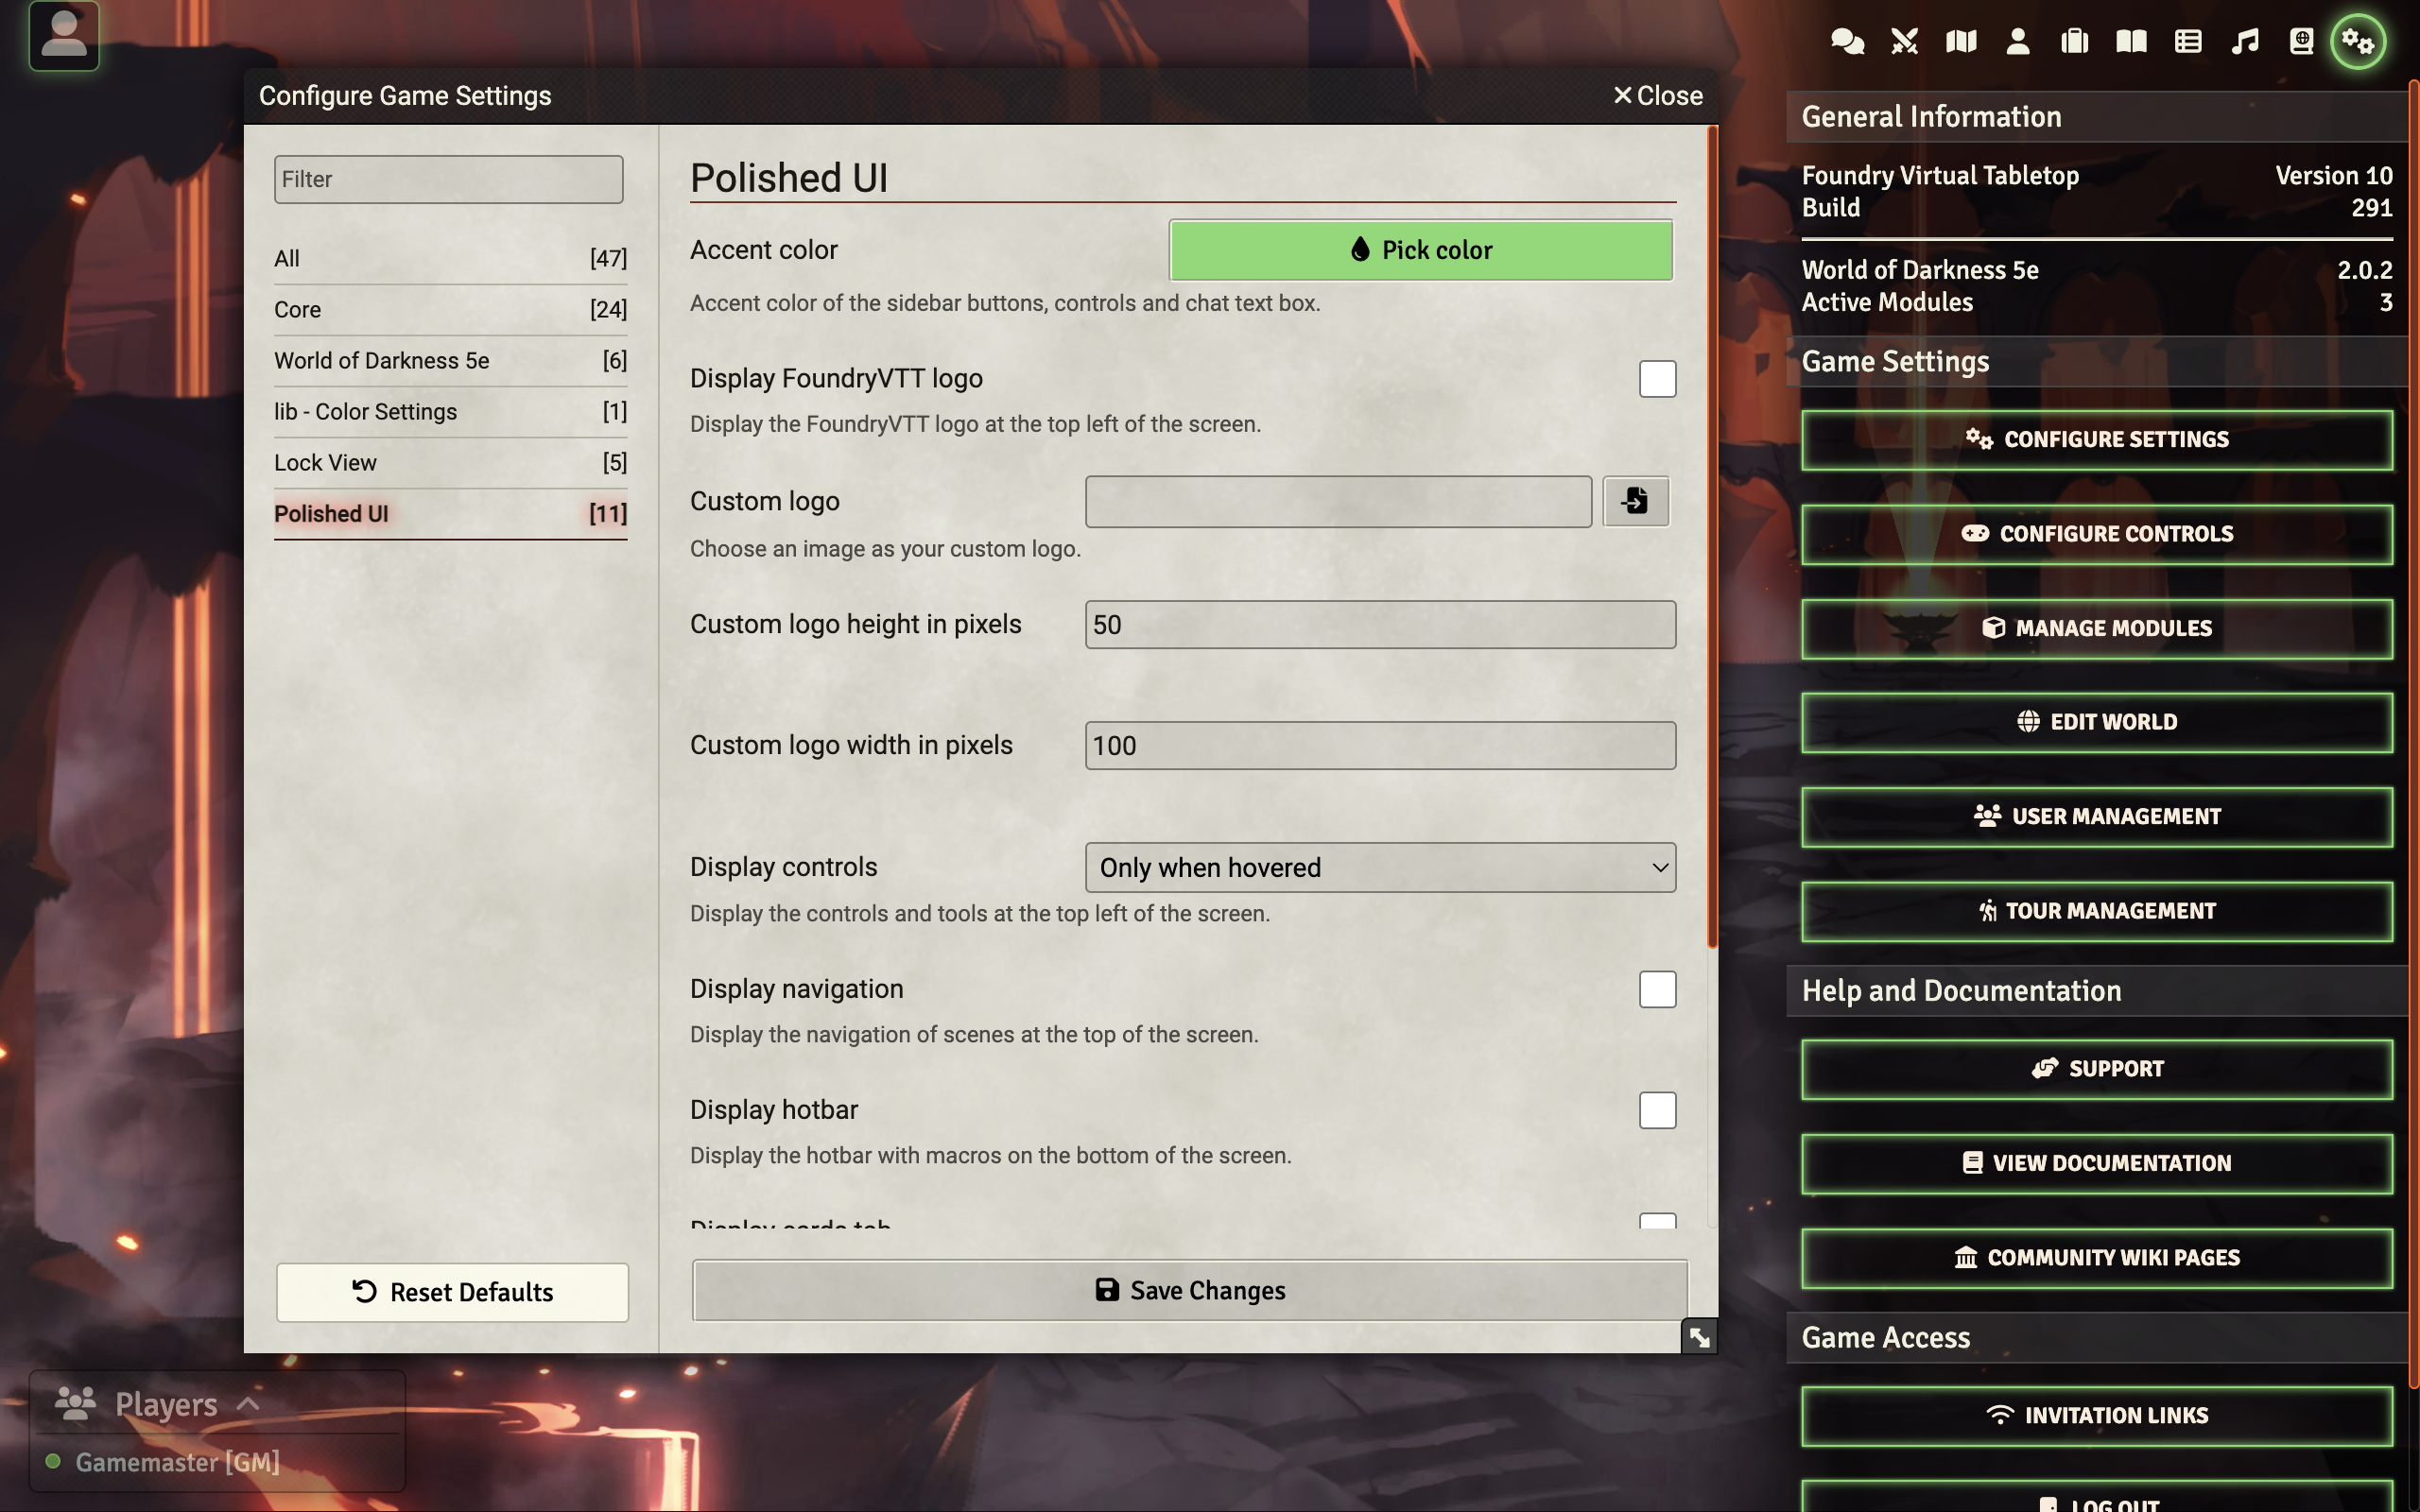 Configure Game Settings
Close
Filter
All [47]
Core [24]
World of Darkness 5e [6]
lib - Color Settings [1]
Lock View [5]
Polished UI [11]
Reset Defaults
Polished UI
Accent color
Pick color
Accent color of the sidebar buttons, controls and chat text box.
Display FoundryVTT logo
Display the FoundryVTT logo at the top left of the screen.
Custom logo
Choose an image as your custom logo.
Custom logo height in pixels
50
Custom logo width in pixels
100
Display controls
Only when hovered
Display the controls and tools at the top left of the screen.
Display navigation
Display the navigation of scenes at the top of the screen.
Display hotbar
Display the hotbar with macros on the bottom of the screen.
Display cards tab
Save Changes
General Information
Foundry Virtual Tabletop Version 10
Build 291
World of Darkness 5e 2.0.2
Active Modules 3
Game Settings
CONFIGURE SETTINGS
CONFIGURE CONTROLS
MANAGE MODULES
EDIT WORLD
USER MANAGEMENT
TOUR MANAGEMENT
Help and Documentation
SUPPORT
VIEW DOCUMENTATION
COMMUNITY WIKI PAGES
Game Access
INVITATION LINKS
LOG OUT
Players
Gamemaster [GM]